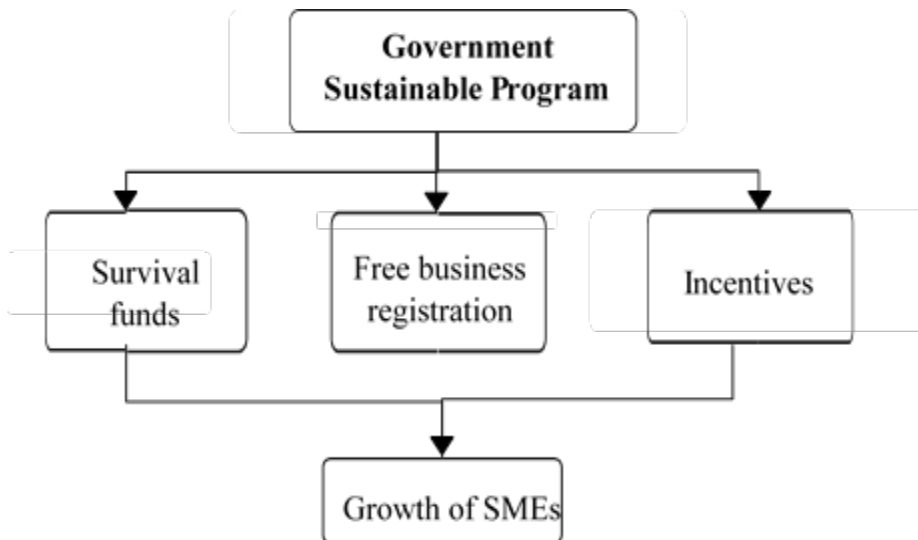 Government
Sustainable Program
Survival
funds
Free business
registration
Incentives
Growth of SMEs